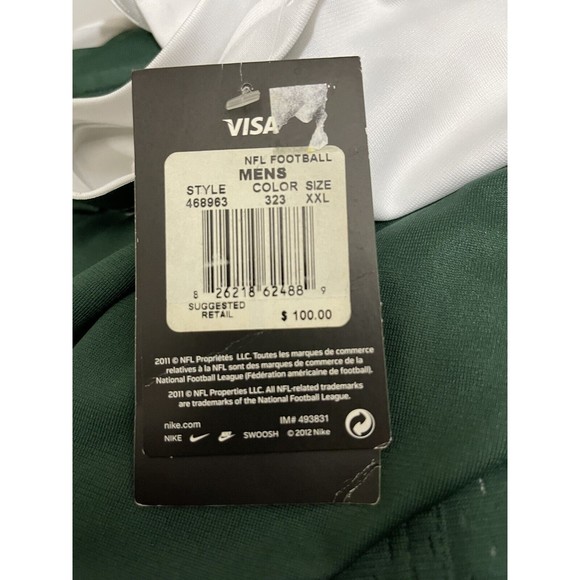 VISA
NFL FOOTBALL
MENS
STYLE COLOR SIZE
468963 323 XXL
8 26218 62488 9
SUGGESTED
RETAIL $ 100.00
2011 © NFL Propriétés LLC. Toutes les marques de commerce
relatives à la NFL sont des marques de commerce de la
National Football League (Fédération américaine de football).
2011 © NFL Properties LLC. All NFL-related trademarks
are trademarks of the National Football League.
nike.com IM# 493831
NIKE SWOOSH © 2012 Nike